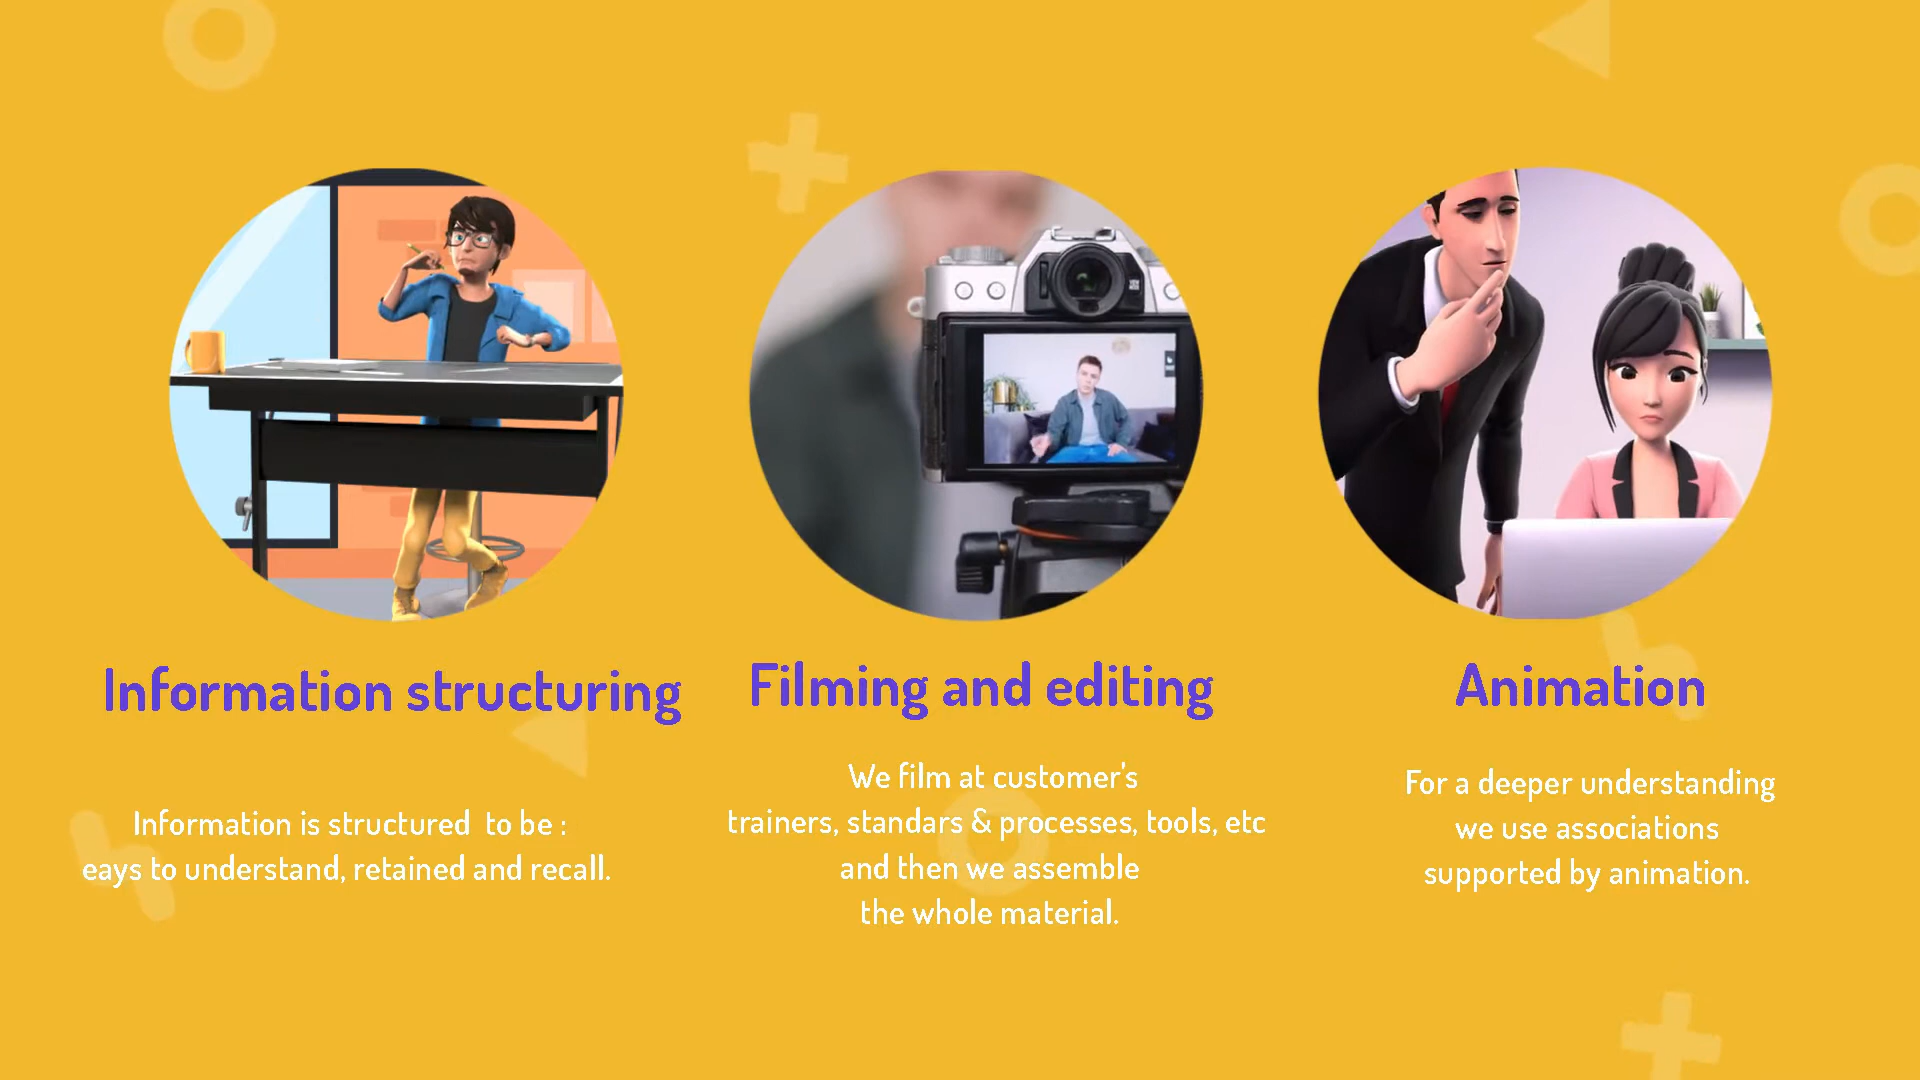 Information structuring
Information is structured  to be :
eays to understand, retained and recall.
Filming and editing
We film at customer's
trainers, standars & processes, tools, etc
and then we assemble
the whole material.
Animation
For a deeper understanding
we use associations
supported by animation.